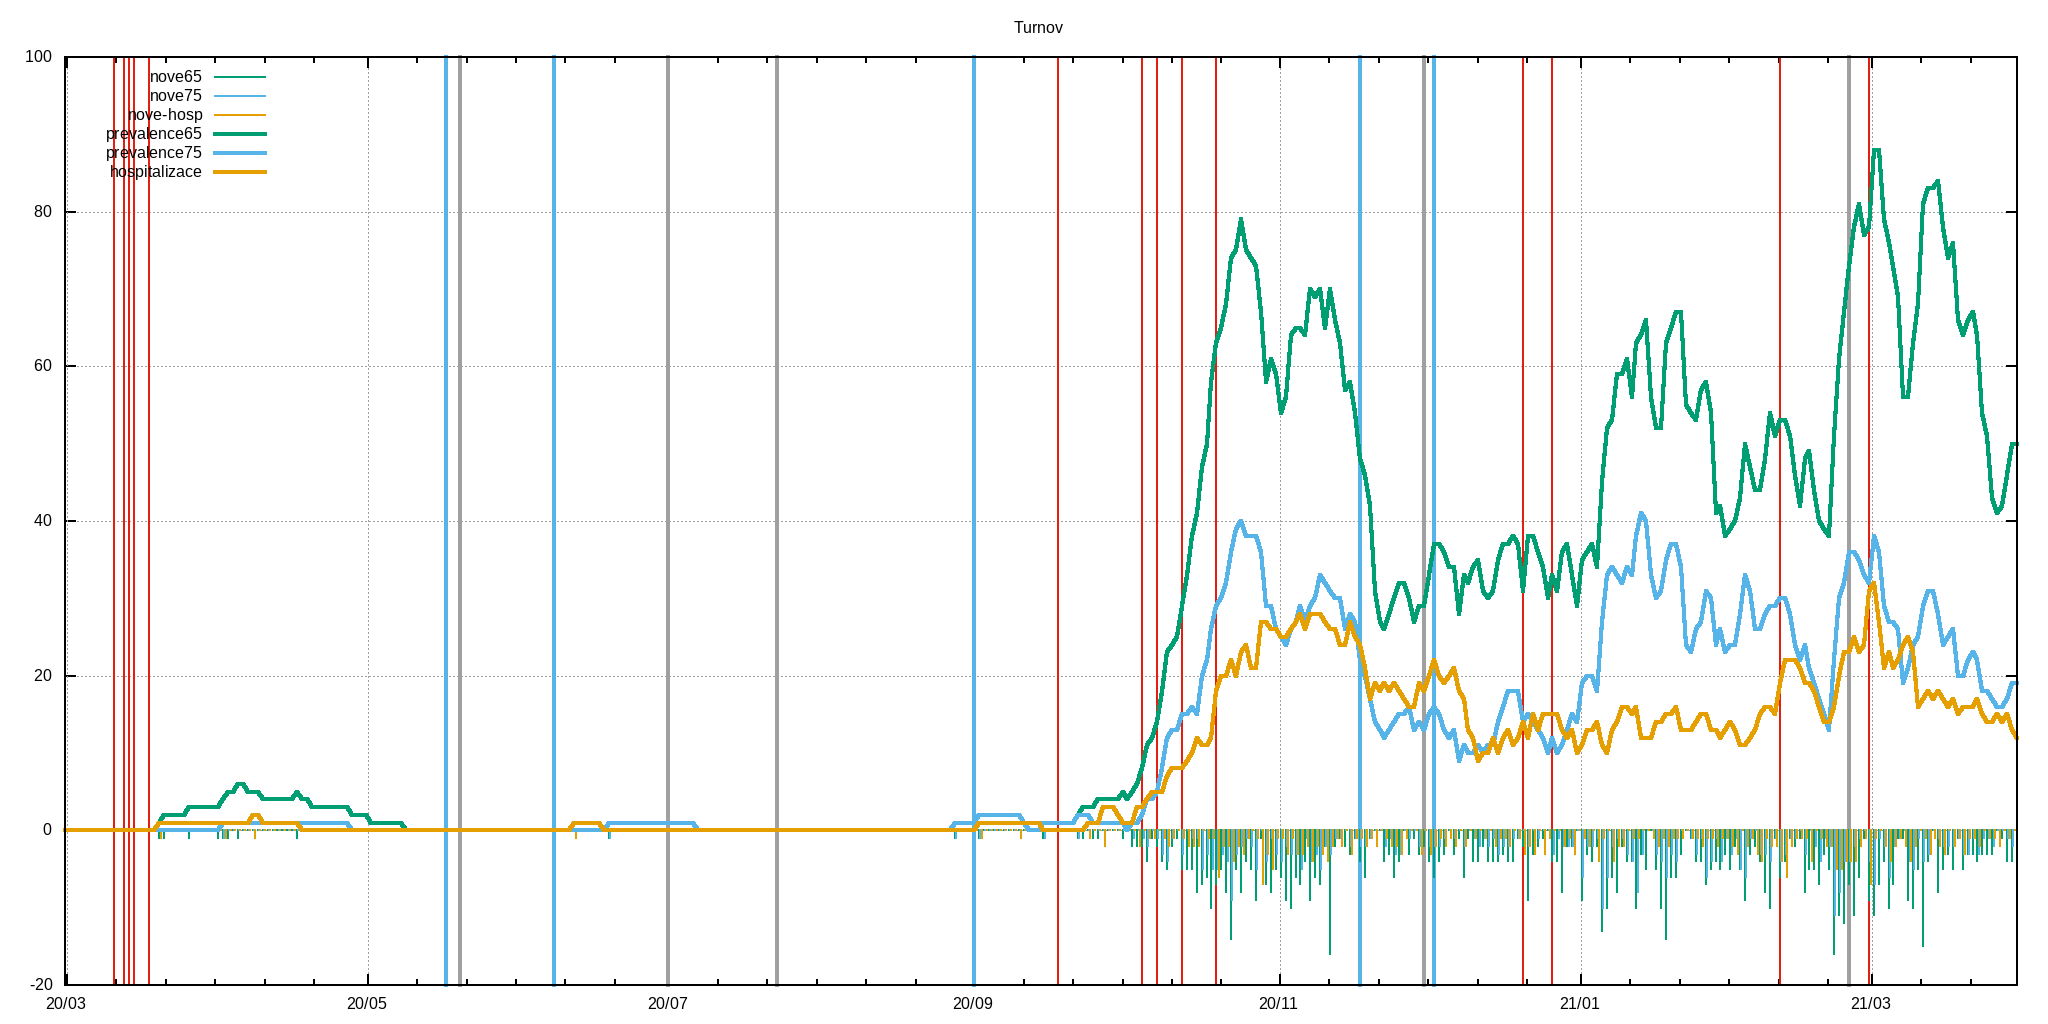 Turnov
100
nove65
nove75
nove-hosp
prevalence65
prevalence75
hospitalizace
80
60
40
20
0
-20
20/03 20/05 20/07 20/09 20/11 21/01 21/03